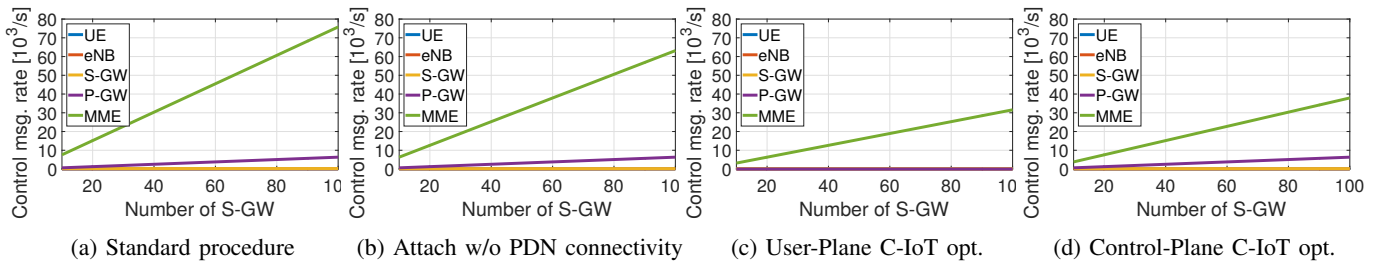 Control msg. rate [10³/s]
80
70
60
50
40
30
20
10
0
UE
eNB
S-GW
P-GW
MME
20 40 60 80 10
Number of S-GW
(a) Standard procedure
Control msg. rate [10³/s]
80
70
60
50
40
30
20
10
0
UE
eNB
S-GW
P-GW
MME
20 40 60 80 10
Number of S-GW
(b) Attach w/o PDN connectivity
Control msg. rate [10³/s]
80
70
60
50
40
30
20
10
0
UE
eNB
S-GW
P-GW
MME
20 40 60 80 10
Number of S-GW
(c) User-Plane C-IoT opt.
Control msg. rate [10³/s]
80
70
60
50
40
30
20
10
0
UE
eNB
S-GW
P-GW
MME
20 40 60 80 100
Number of S-GW
(d) Control-Plane C-IoT opt.